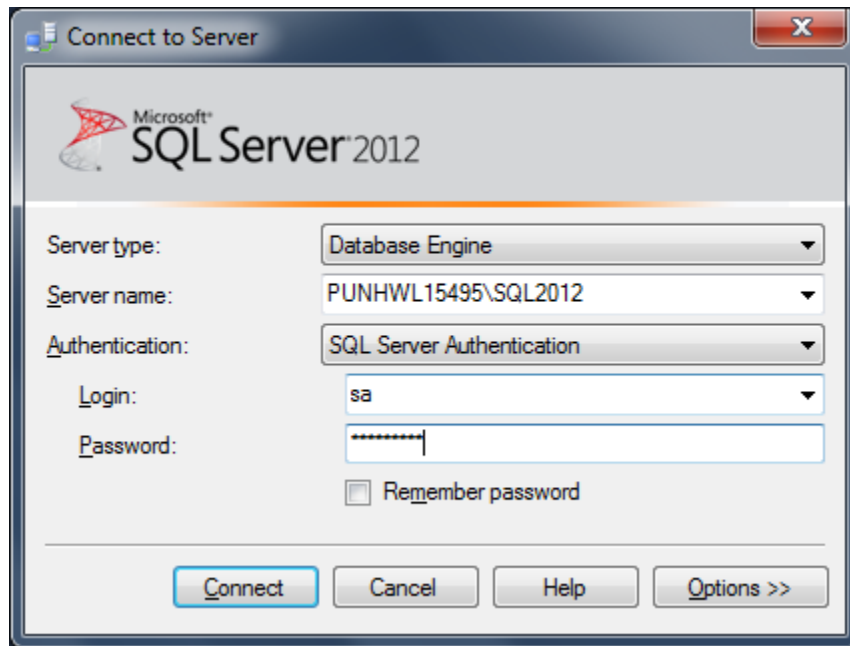 Connect to Server
Microsoft®
SQL Server® 2012
Server type: Database Engine
Server name: PUNHWL15495\SQL2012
Authentication: SQL Server Authentication
Login: sa
Password: *********
Remember password
Connect Cancel Help Options >>